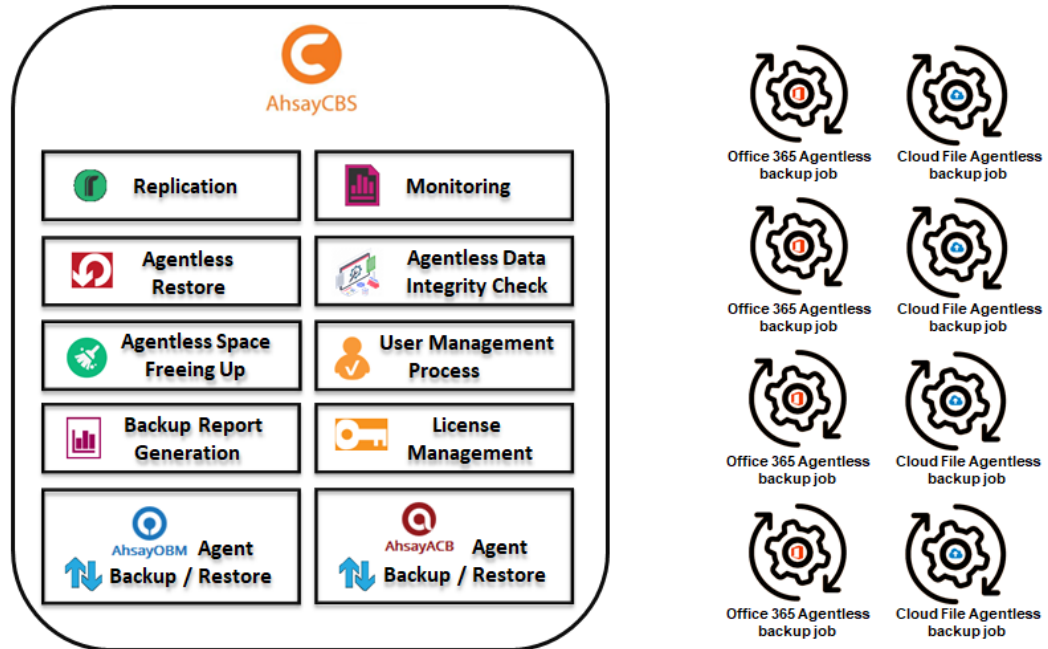 AhsayCBS
Replication
Monitoring
Agentless
Restore
Agentless Data
Integrity Check
Agentless Space
Freeing Up
User Management
Process
Backup Report
Generation
License
Management
AhsayOBM Agent
Backup / Restore
AhsayACB Agent
Backup / Restore
Office 365 Agentless
backup job
Cloud File Agentless
backup job
Office 365 Agentless
backup job
Cloud File Agentless
backup job
Office 365 Agentless
backup job
Cloud File Agentless
backup job
Office 365 Agentless
backup job
Cloud File Agentless
backup job